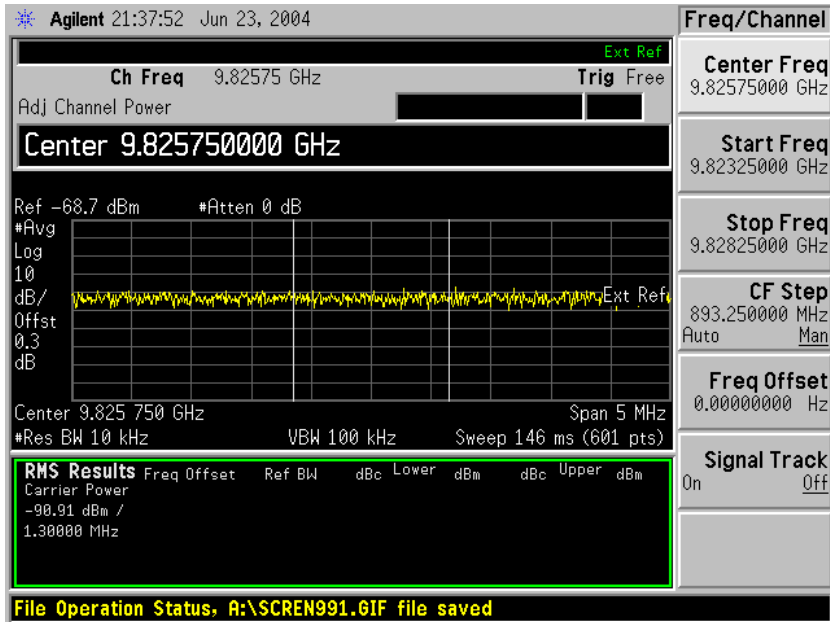 Agilent 21:37:52 Jun 23, 2004
Freq/Channel
Ext Ref
Ch Freq 9.82575 GHz Trig Free
Adj Channel Power
Center 9.825750000 GHz
Ref -68.7 dBm #Atten 0 dB
#Avg
Log
10
dB/
Offst
0.3
dB
Ext Ref
Center 9.825 750 GHz Span 5 MHz
#Res BW 10 kHz VBW 100 kHz Sweep 146 ms (601 pts)
RMS Results Freq Offset Ref BW dBc Lower dBm dBc Upper dBm
Carrier Power
-90.91 dBm /
1.30000 MHz
Center Freq
9.82575000 GHz
Start Freq
9.82325000 GHz
Stop Freq
9.82825000 GHz
CF Step
893.250000 MHz
Auto Man
Freq Offset
0.00000000 Hz
Signal Track
On Off
File Operation Status, A:\SCREN991.GIF file saved